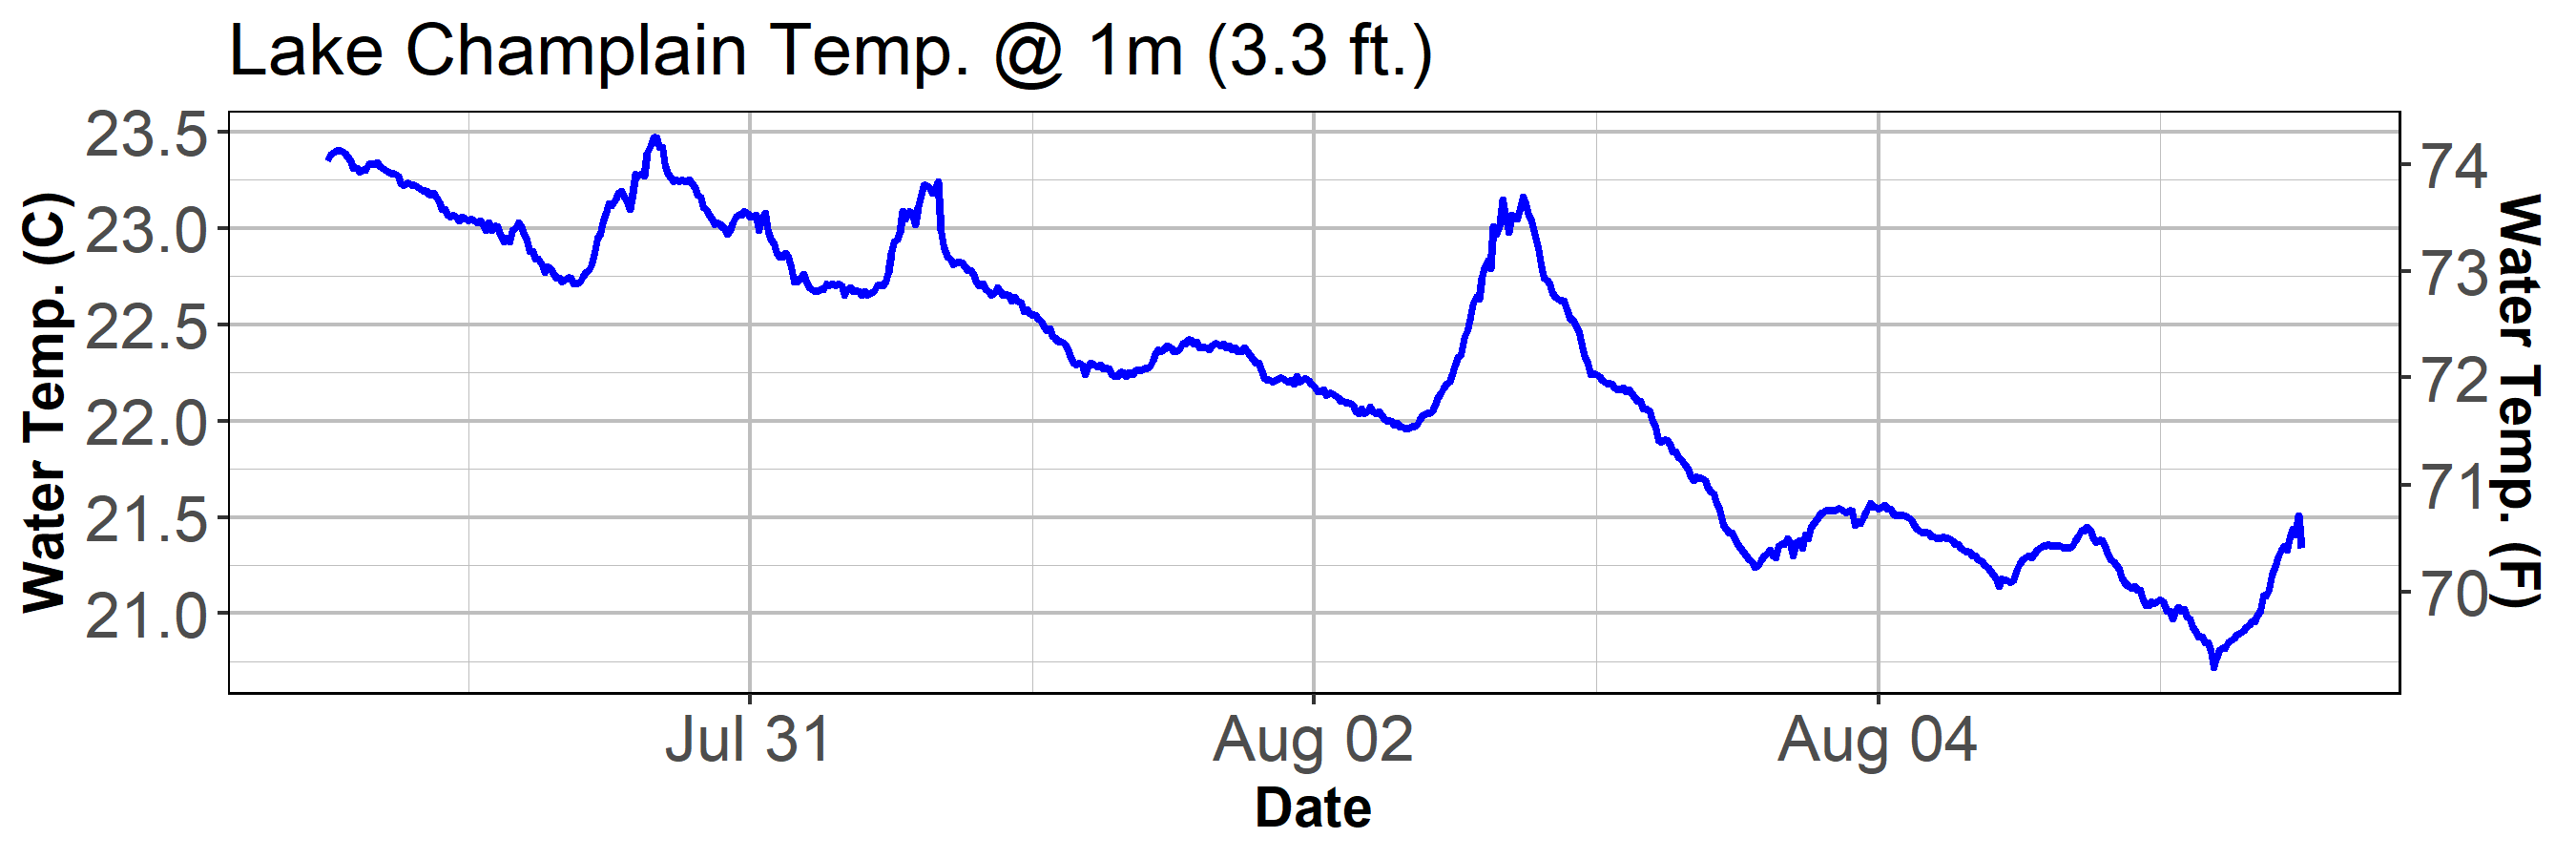 Lake Champlain Temp. @ 1m (3.3 ft.)
Water Temp. (C)
23.5
23.0
22.5
22.0
21.5
21.0
74
73
72
71
70
Water Temp. (F)
Jul 31
Aug 02
Aug 04
Date